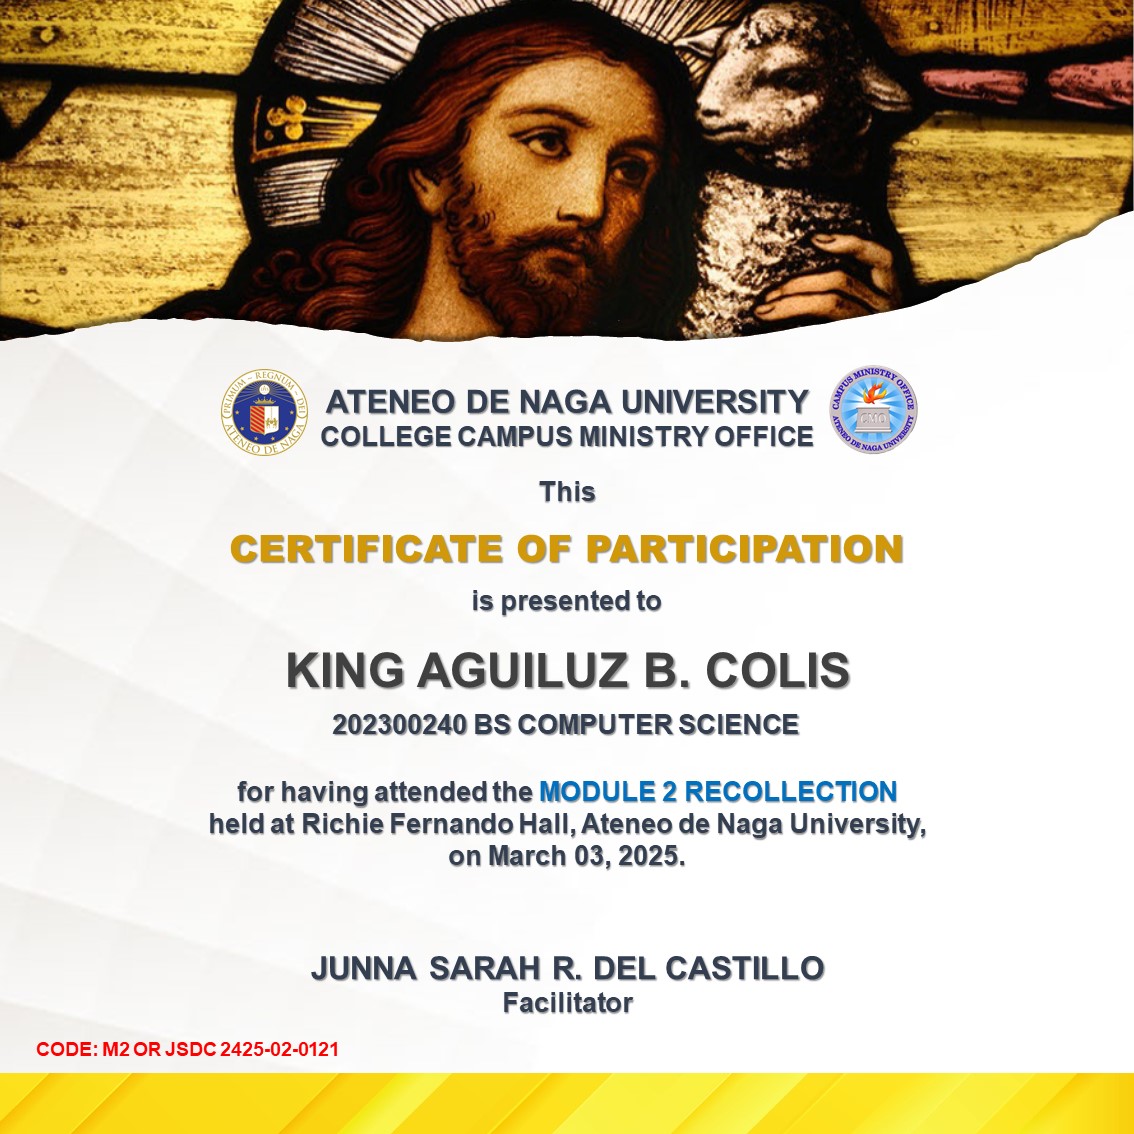 PRIMUM ~ REGNUM ~ DEI
ATENEO DE NAGA
ATENEO DE NAGA UNIVERSITY
COLLEGE CAMPUS MINISTRY OFFICE
CAMPUS MINISTRY OFFICE
CMO
ATENEO DE NAGA UNIVERSITY
This
CERTIFICATE OF PARTICIPATION
is presented to
KING AGUILUZ B. COLIS
202300240 BS COMPUTER SCIENCE
for having attended the MODULE 2 RECOLLECTION
held at Richie Fernando Hall, Ateneo de Naga University,
on March 03, 2025.
JUNNA SARAH R. DEL CASTILLO
Facilitator
CODE: M2 OR JSDC 2425-02-0121